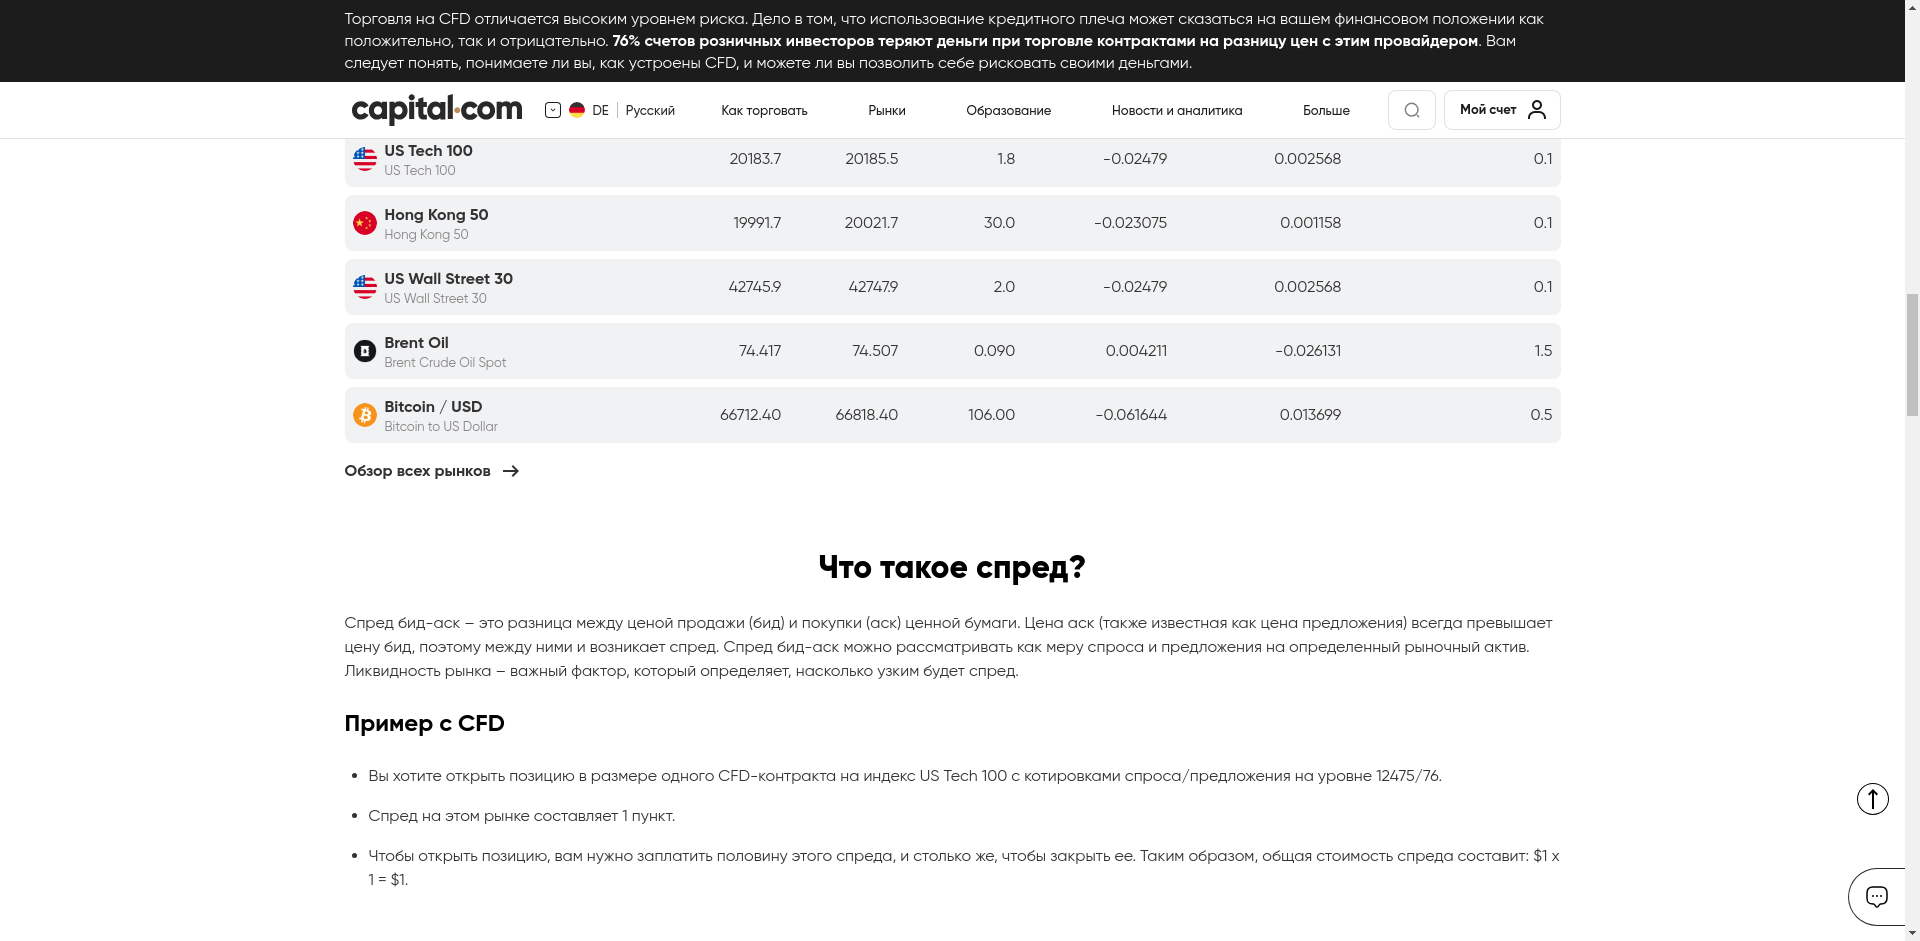 Торговля на CFD отличается высоким уровнем риска. Дело в том, что использование кредитного плеча может сказаться на вашем финансовом положении как
положительно, так и отрицательно. 76% счетов розничных инвесторов теряют деньги при торговле контрактами на разницу цен с этим провайдером. Вам
следует понять, понимаете ли вы, как устроены CFD, и можете ли вы позволить себе рисковать своими деньгами.
capital.com DE Русский Как торговать Рынки Образование Новости и аналитика Больше Мой счет
US Tech 100
US Tech 100
20183.7 20185.5 1.8 -0.02479 0.002568 0.1
Hong Kong 50
Hong Kong 50
19991.7 20021.7 30.0 -0.023075 0.001158 0.1
US Wall Street 30
US Wall Street 30
42745.9 42747.9 2.0 -0.02479 0.002568 0.1
Brent Oil
Brent Crude Oil Spot
74.417 74.507 0.090 0.004211 -0.026131 1.5
Bitcoin / USD
Bitcoin to US Dollar
66712.40 66818.40 106.00 -0.061644 0.013699 0.5
Обзор всех рынков
Что такое спред?
Спред бид-аск – это разница между ценой продажи (бид) и покупки (аск) ценной бумаги. Цена аск (также известная как цена предложения) всегда превышает
цену бид, поэтому между ними и возникает спред. Спред бид-аск можно рассматривать как меру спроса и предложения на определенный рыночный актив.
Ликвидность рынка – важный фактор, который определяет, насколько узким будет спред.
Пример с CFD
• Вы хотите открыть позицию в размере одного CFD-контракта на индекс US Tech 100 с котировками спроса/предложения на уровне 12475/76.
• Спред на этом рынке составляет 1 пункт.
• Чтобы открыть позицию, вам нужно заплатить половину этого спреда, и столько же, чтобы закрыть ее. Таким образом, общая стоимость спреда составит: $1 x
1 = $1.